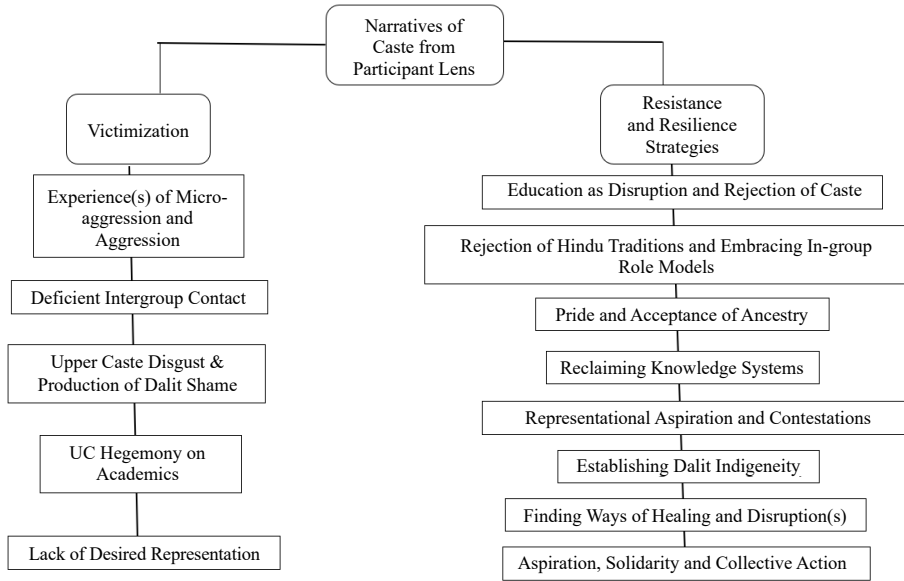 Narratives of
Caste from
Participant Lens
Victimization
Experience(s) of Micro-
aggression and
Aggression
Deficient Intergroup Contact
Upper Caste Disgust &
Production of Dalit Shame
UC Hegemony on
Academics
Lack of Desired Representation
Resistance
and Resilience
Strategies
Education as Disruption and Rejection of Caste
Rejection of Hindu Traditions and Embracing In-group
Role Models
Pride and Acceptance of Ancestry
Reclaiming Knowledge Systems
Representational Aspiration and Contestations
Establishing Dalit Indigeneity
Finding Ways of Healing and Disruption(s)
Aspiration, Solidarity and Collective Action